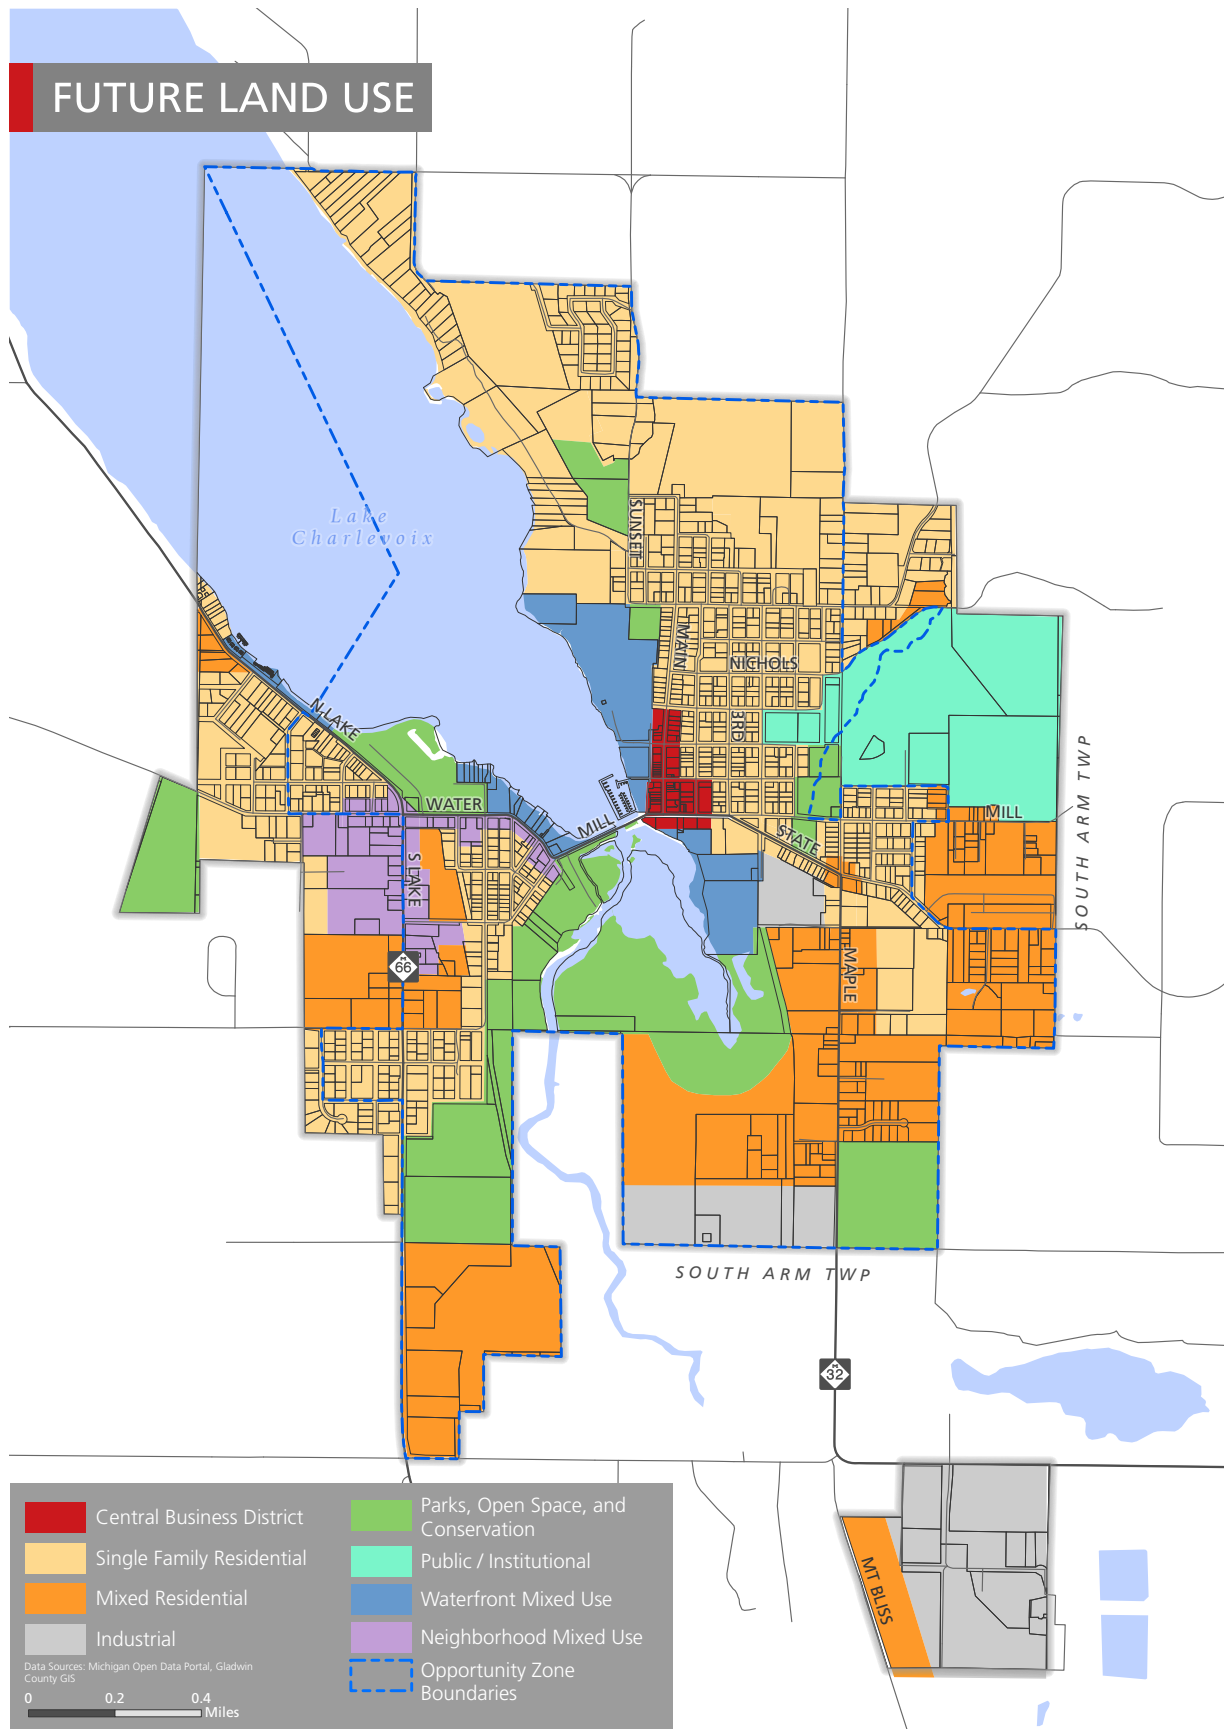 FUTURE LAND USE
Lake
Charlevoix
SUNSET
MAIN
NICHOLS
3RD
N LAKE
WATER
MILL
STATE
MILL
SOUTH ARM TWP
S LAKE
M
66
MAPLE
SOUTH ARM TWP
M
32
MT BLISS
Central Business District
Single Family Residential
Mixed Residential
Industrial
Parks, Open Space, and
Conservation
Public / Institutional
Waterfront Mixed Use
Neighborhood Mixed Use
Opportunity Zone
Boundaries
Data Sources: Michigan Open Data Portal, Gladwin
County GIS
0 0.2 0.4
Miles